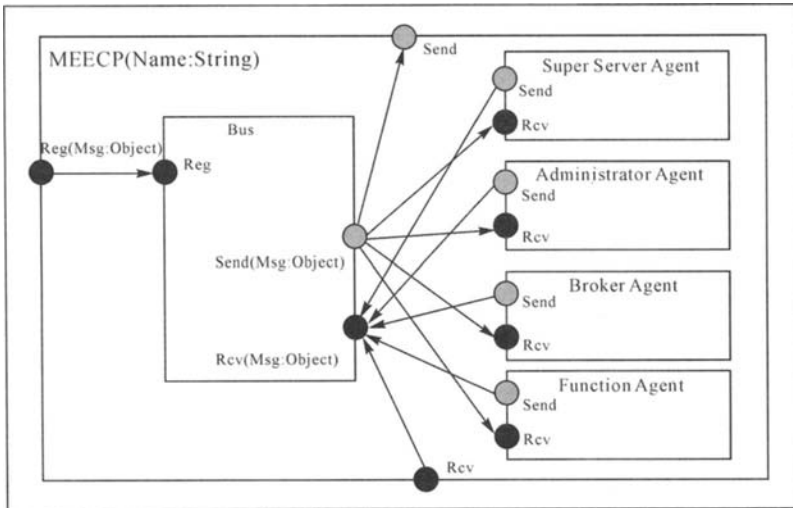 Send
MEECP(Name:String)
Super Server Agent
Send
Rcv
Bus
Reg(Msg:Object)
Reg
Administrator Agent
Send
Rcv
Send(Msg:Object)
Broker Agent
Send
Rcv
Rcv(Msg:Object)
Function Agent
Send
Rcv
Rcv